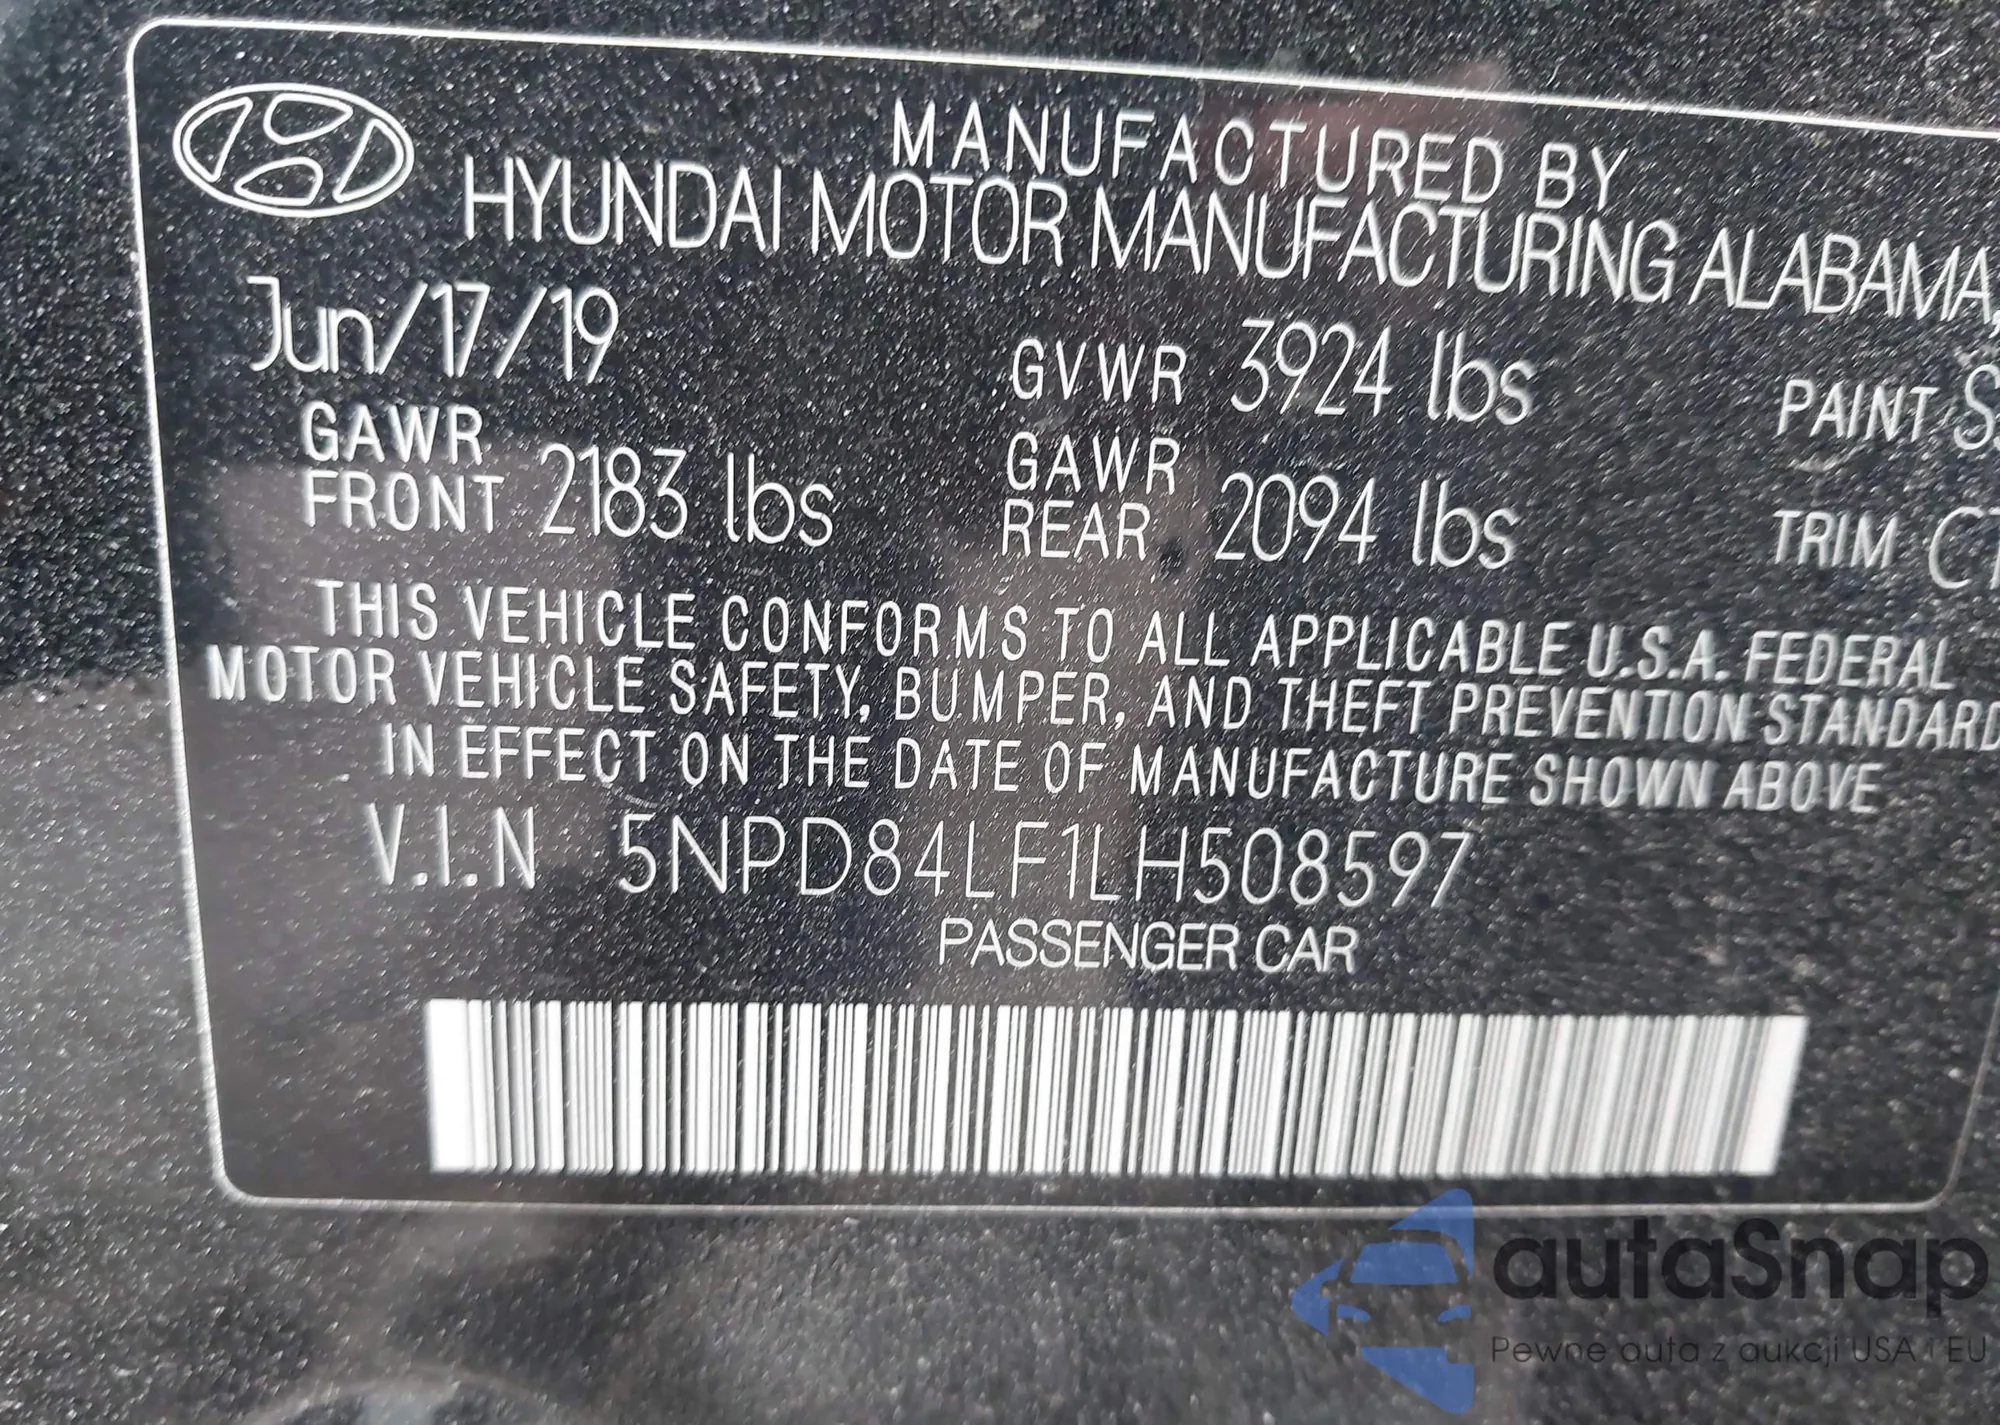 MANUFACTURED BY
HYUNDAI MOTOR MANUFACTURING ALABAMA,
Jun/17/19
GVWR 3924 lbs
PAINT
GAWR FRONT 2183 lbs
GAWR REAR 2094 lbs
TRIM
THIS VEHICLE CONFORMS TO ALL APPLICABLE U.S.A. FEDERAL
MOTOR VEHICLE SAFETY, BUMPER, AND THEFT PREVENTION STANDARD
IN EFFECT ON THE DATE OF MANUFACTURE SHOWN ABOVE
V.I.N 5NPD84LF1LH508597
PASSENGER CAR
autaSnap
Pewne auta z aukcji USA i EU